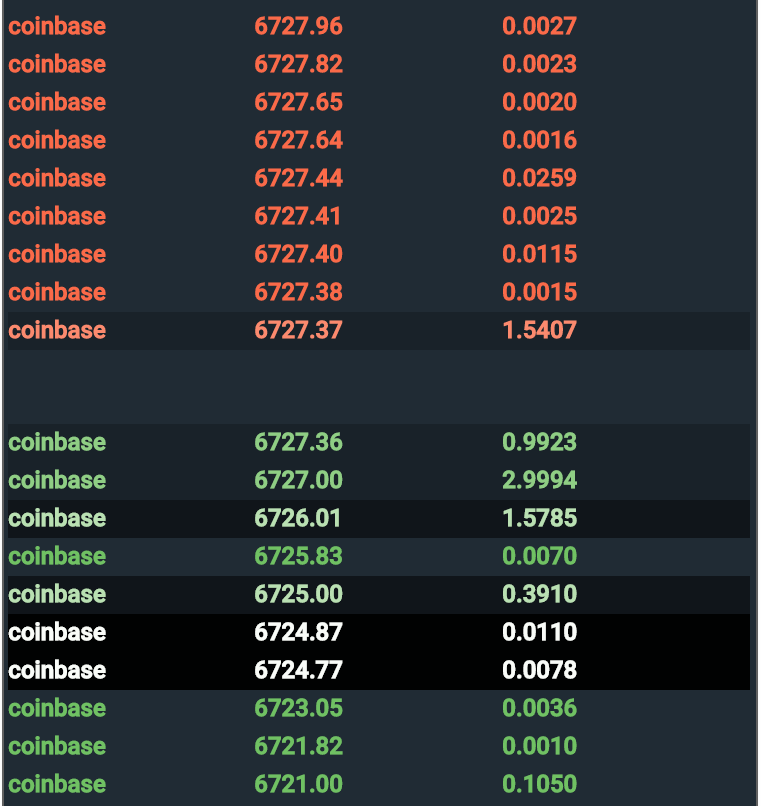 coinbase 6727.96 0.0027
coinbase 6727.82 0.0023
coinbase 6727.65 0.0020
coinbase 6727.64 0.0016
coinbase 6727.44 0.0259
coinbase 6727.41 0.0025
coinbase 6727.40 0.0115
coinbase 6727.38 0.0015
coinbase 6727.37 1.5407
coinbase 6727.36 0.9923
coinbase 6727.00 2.9994
coinbase 6726.01 1.5785
coinbase 6725.83 0.0070
coinbase 6725.00 0.3910
coinbase 6724.87 0.0110
coinbase 6724.77 0.0078
coinbase 6723.05 0.0036
coinbase 6721.82 0.0010
coinbase 6721.00 0.1050